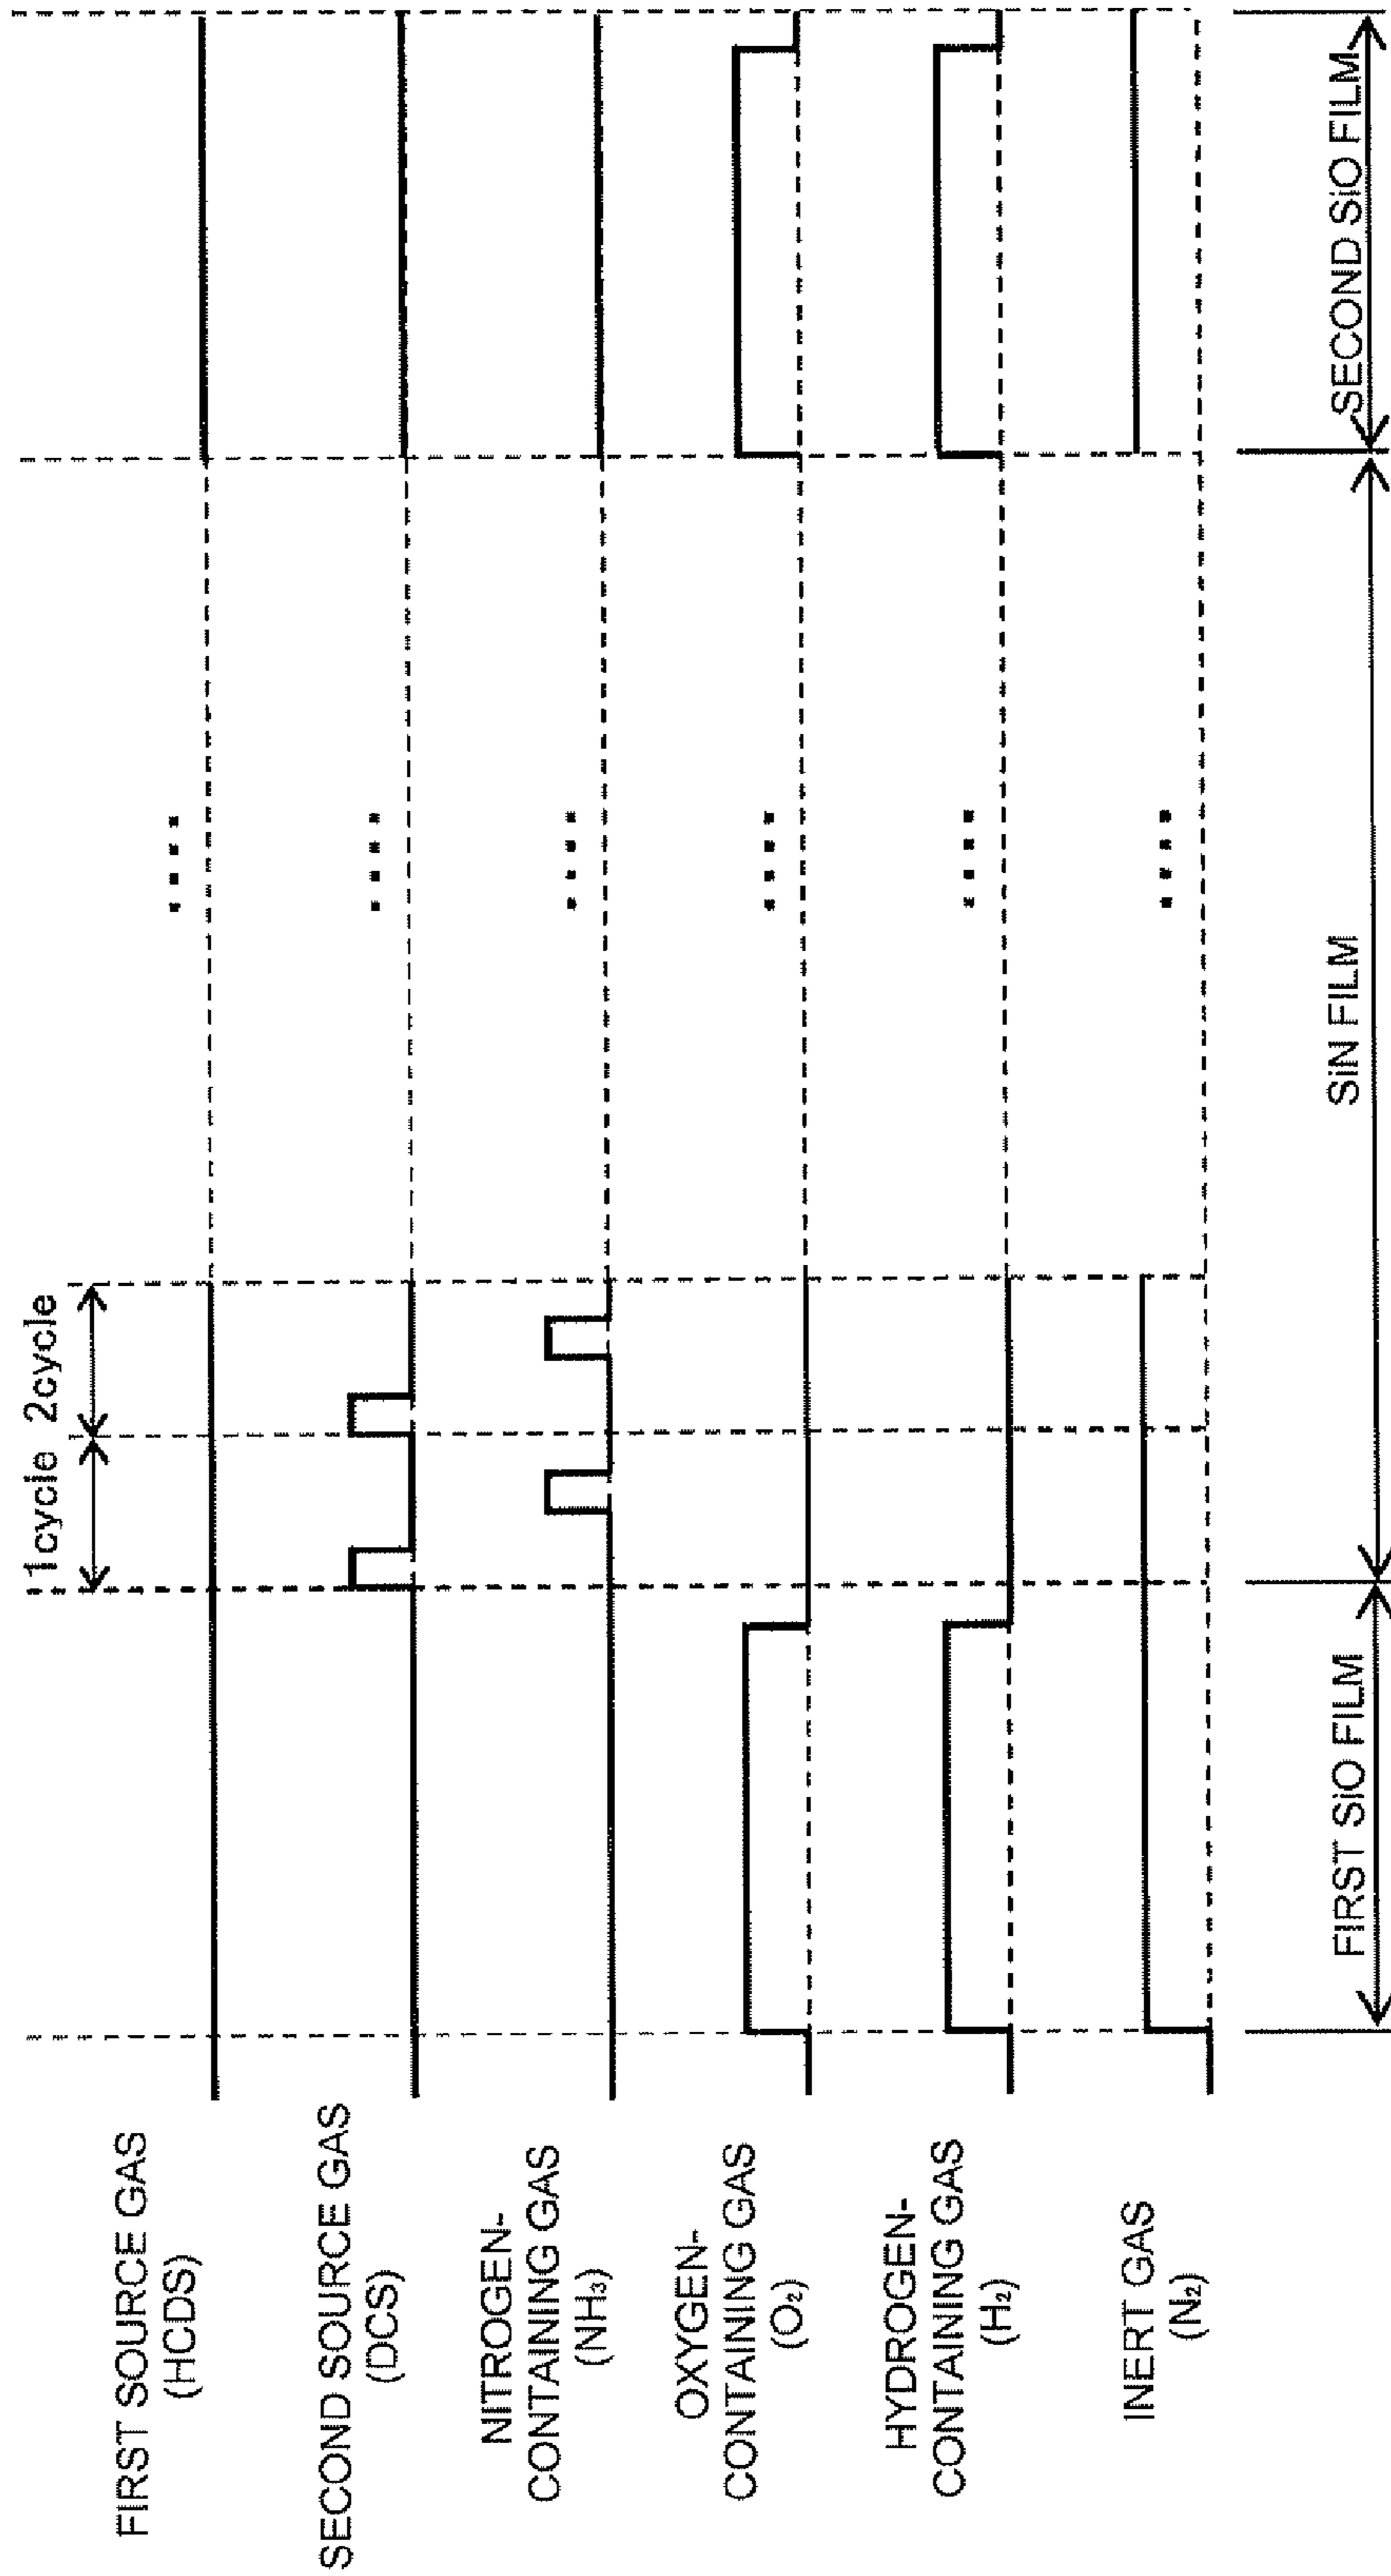 1cycle 2cycle
FIRST SOURCE GAS
(HCDS)
SECOND SOURCE GAS
(DCS)
NITROGEN-
CONTAINING GAS
(NH₃)
OXYGEN-
CONTAINING GAS
(O₂)
HYDROGEN-
CONTAINING GAS
(H₂)
INERT GAS
(N₂)
FIRST SiO FILM
SiN FILM
SECOND SiO FILM